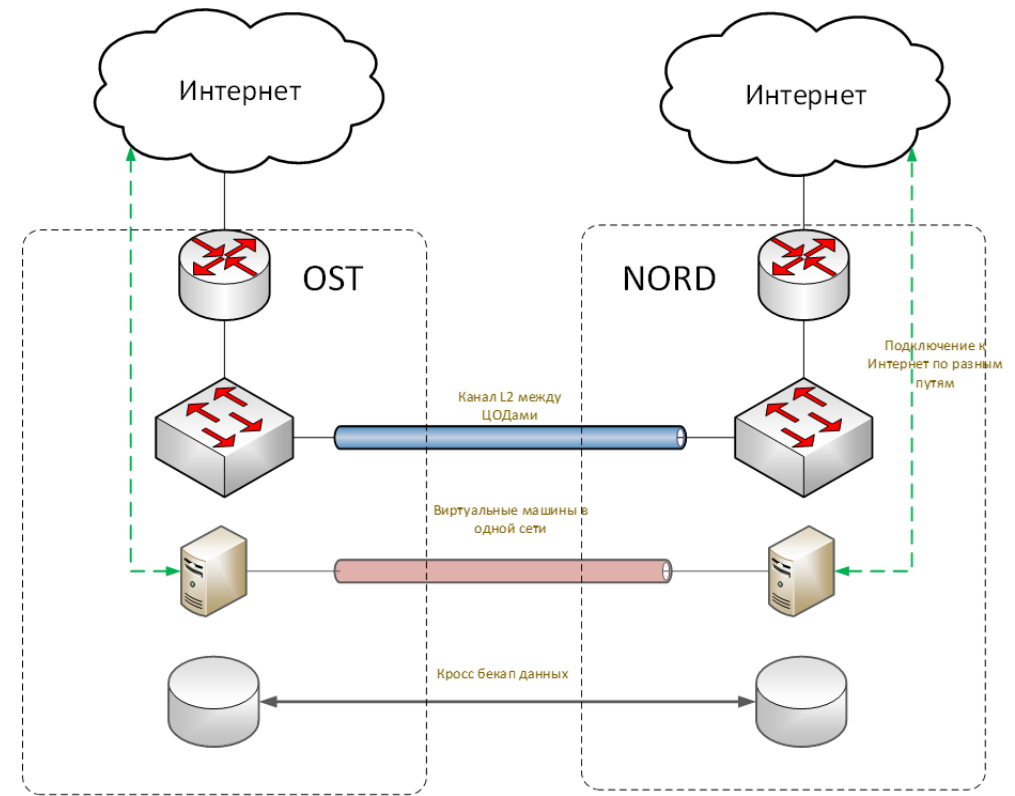 Интернет
Интернет
OST
NORD
Подключение к
Интернет по разным
путям
Канал L2 между
ЦОДами
Виртуальные машины в
одной сети
Кросс бекап данных